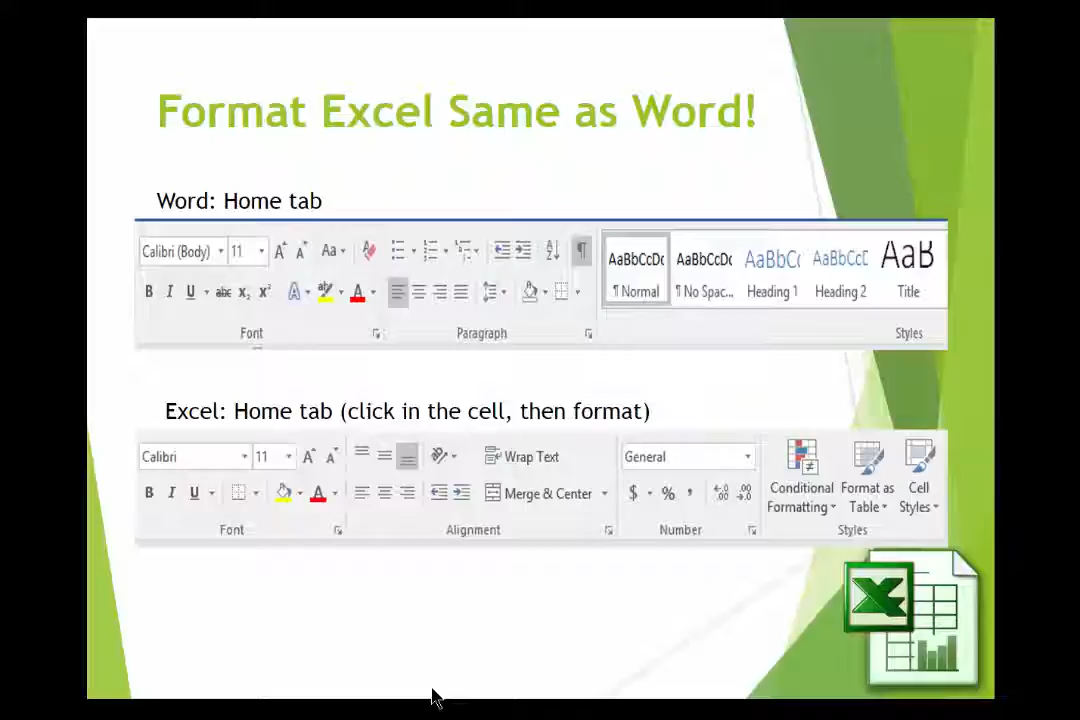 Format Excel Same as Word!
Word: Home tab
Calibri (Body) 11 Aa A
AaBbCcDc AaBbCcDc AaBbCc AaBbCcC AaB
B I U abc X₂ X² A aby A
¶ Normal ¶ No Spac... Heading 1 Heading 2 Title
Font Paragraph Styles
Excel: Home tab (click in the cell, then format)
Calibri 11 A A Wrap Text General
B I U A Merge & Center $ % , .00 .00
Conditional Formatting Format as Table Cell Styles
Font Alignment Number Styles
X